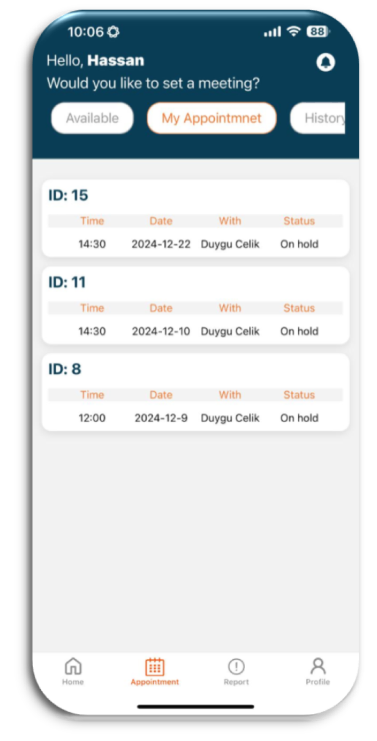 10:06
88
Hello, Hassan
Would you like to set a meeting?
Available My Appointmnet History
ID: 15
Time Date With Status
14:30 2024-12-22 Duygu Celik On hold
ID: 11
Time Date With Status
14:30 2024-12-10 Duygu Celik On hold
ID: 8
Time Date With Status
12:00 2024-12-9 Duygu Celik On hold
Home Appointment Report Profile